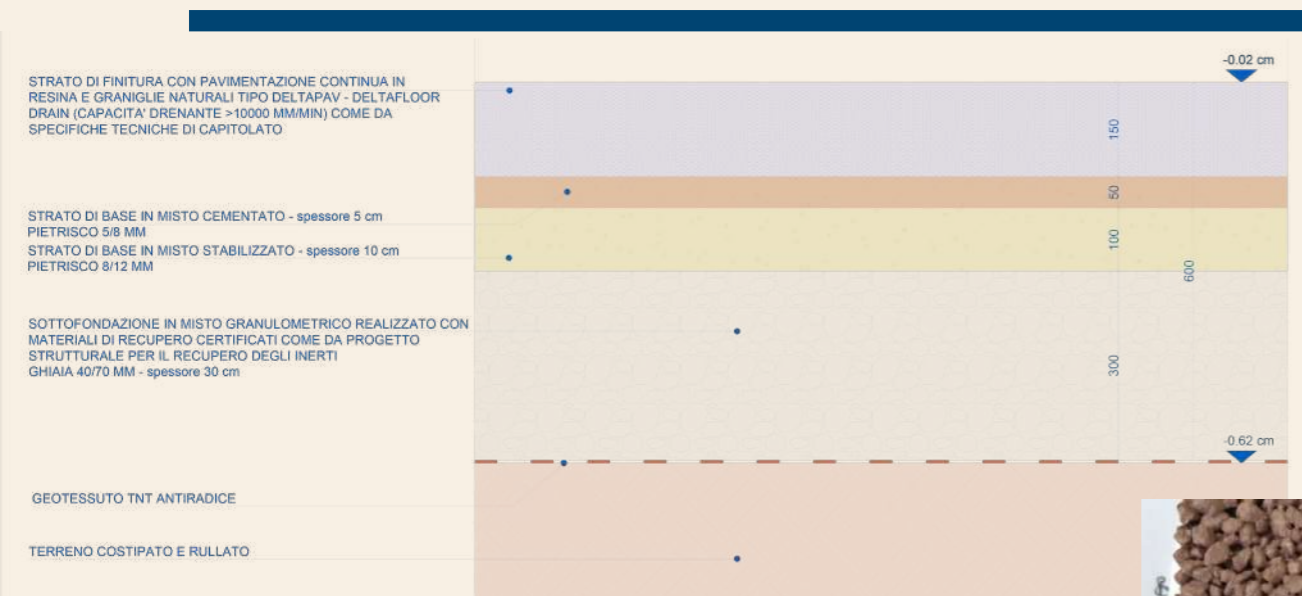 -0.02 cm
STRATO DI FINITURA CON PAVIMENTAZIONE CONTINUA IN
RESINA E GRANIGLIE NATURALI TIPO DELTAPAV - DELTAFLOOR
DRAIN (CAPACITA' DRENANTE >10000 MM/MIN) COME DA
SPECIFICHE TECNICHE DI CAPITOLATO
150
50
STRATO DI BASE IN MISTO CEMENTATO - spessore 5 cm
PIETRISCO 5/8 MM
STRATO DI BASE IN MISTO STABILIZZATO - spessore 10 cm
PIETRISCO 8/12 MM
100
600
SOTTOFONDAZIONE IN MISTO GRANULOMETRICO REALIZZATO CON
MATERIALI DI RECUPERO CERTIFICATI COME DA PROGETTO
STRUTTURALE PER IL RECUPERO DEGLI INERTI
GHIAIA 40/70 MM - spessore 30 cm
300
-0.62 cm
GEOTESSUTO TNT ANTIRADICE
TERRENO COSTIPATO E RULLATO